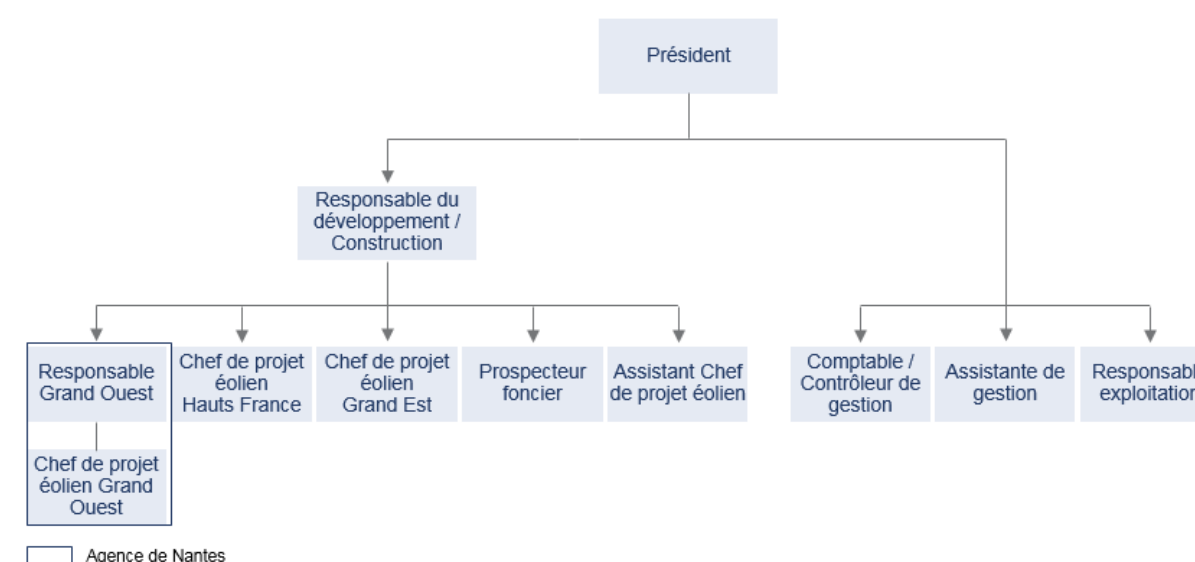 Président
Responsable du
développement /
Construction
Responsable
Grand Ouest
Chef de projet
éolien
Hauts France
Chef de projet
éolien
Grand Est
Prospecteur
foncier
Assistant Chef
de projet éolien
Comptable /
Contrôleur de
gestion
Assistante de
gestion
Responsabl
exploitation
Chef de projet
éolien Grand
Ouest
Agence de Nantes